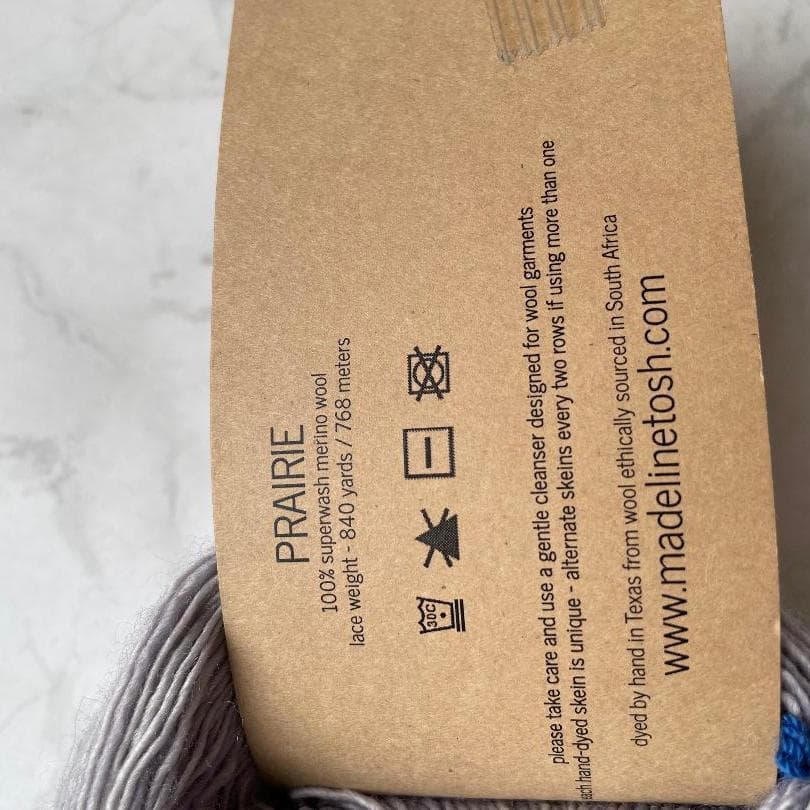 PRAIRIE
100% superwash merino wool
lace weight - 840 yards / 768 meters
30C
please take care and use a gentle cleanser designed for wool garments
each hand-dyed skein is unique - alternate skeins every two rows if using more than one
dyed by hand in Texas from wool ethically sourced in South Africa
www.madelinetosh.com